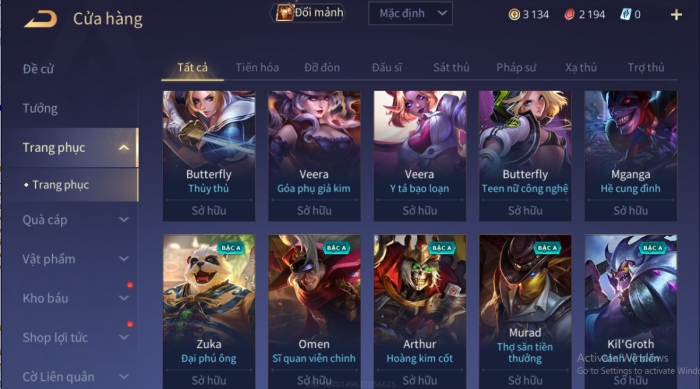 Cửa hàng
Đổi mảnh
Mặc định
3 134
2 194
0
Đề cử
Tướng
Trang phục
Trang phục
Quà cáp
Vật phẩm
Kho báu
Shop lợi tức
Cờ Liên quân
Tất cả
Tiến hóa
Đỡ đòn
Đấu sĩ
Sát thủ
Pháp sư
Xạ thủ
Trợ thủ
Butterfly
Thủy thủ
Sở hữu
Veera
Góa phụ giả kim
Sở hữu
Veera
Y tá bạo loạn
Sở hữu
Butterfly
Teen nữ công nghệ
Sở hữu
Mganga
Hề cung đình
Sở hữu
Zuka
Đại phú ông
Sở hữu
BẬC A
Omen
Sĩ quan viễn chinh
Sở hữu
BẬC A
Arthur
Hoàng kim cốt
Sở hữu
BẬC A
Murad
Thợ săn tiền
thưởng
Sở hữu
BẬC A
Kil'Groth
Cảnh vệ biển
Sở hữu
BẬC A
Activate Windows
Go to Settings to activate Wind